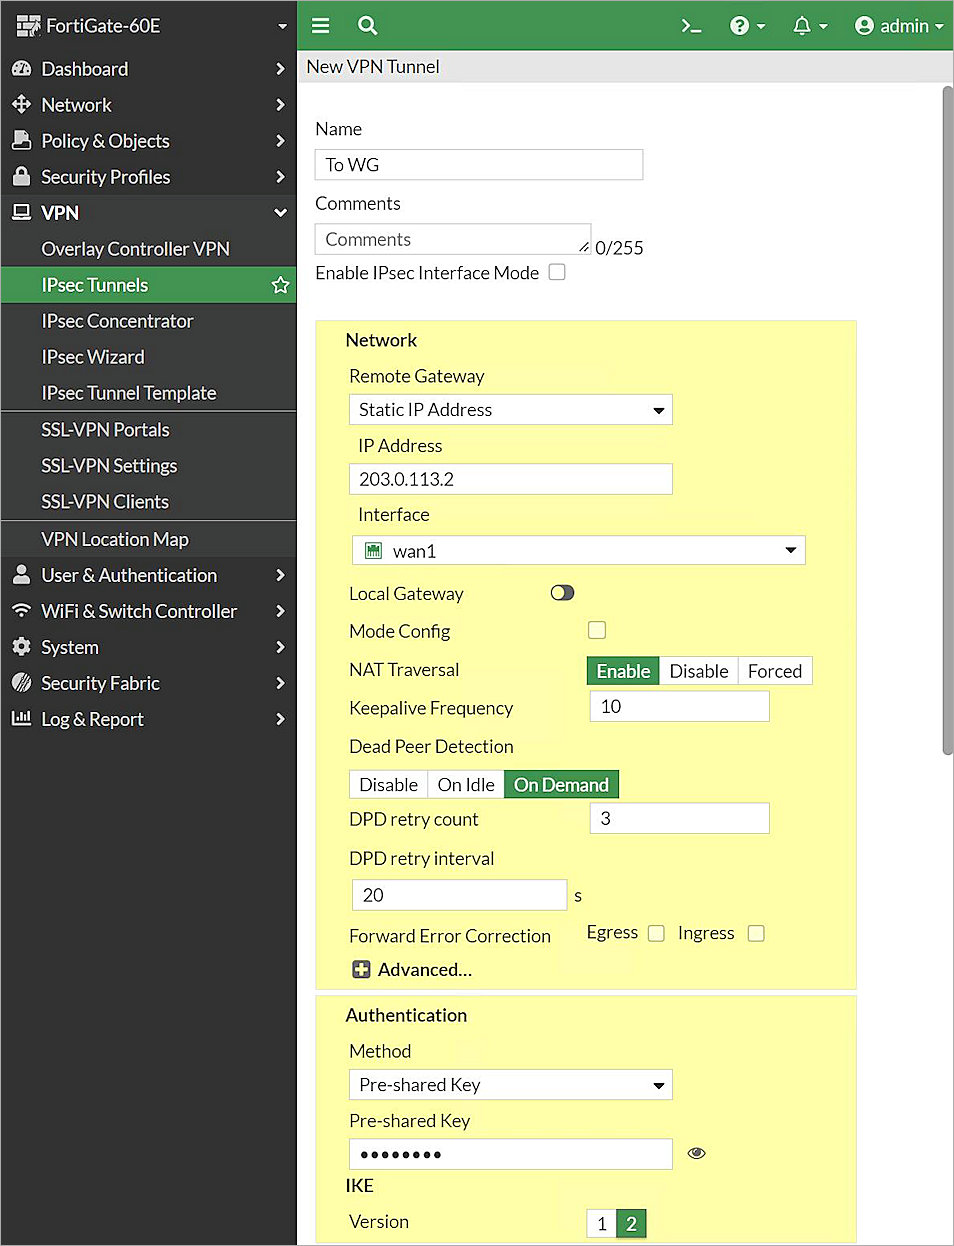 FortiGate-60E
admin
Dashboard
Network
Policy & Objects
Security Profiles
VPN
Overlay Controller VPN
IPsec Tunnels
IPsec Concentrator
IPsec Wizard
IPsec Tunnel Template
SSL-VPN Portals
SSL-VPN Settings
SSL-VPN Clients
VPN Location Map
User & Authentication
WiFi & Switch Controller
System
Security Fabric
Log & Report
New VPN Tunnel
Name
To WG
Comments
Comments 0/255
Enable IPsec Interface Mode
Network
Remote Gateway
Static IP Address
IP Address
203.0.113.2
Interface
wan1
Local Gateway
Mode Config
NAT Traversal Enable Disable Forced
Keepalive Frequency 10
Dead Peer Detection
Disable On Idle On Demand
DPD retry count 3
DPD retry interval
20 s
Forward Error Correction Egress Ingress
Advanced...
Authentication
Method
Pre-shared Key
Pre-shared Key
••••••••
IKE
Version 1 2